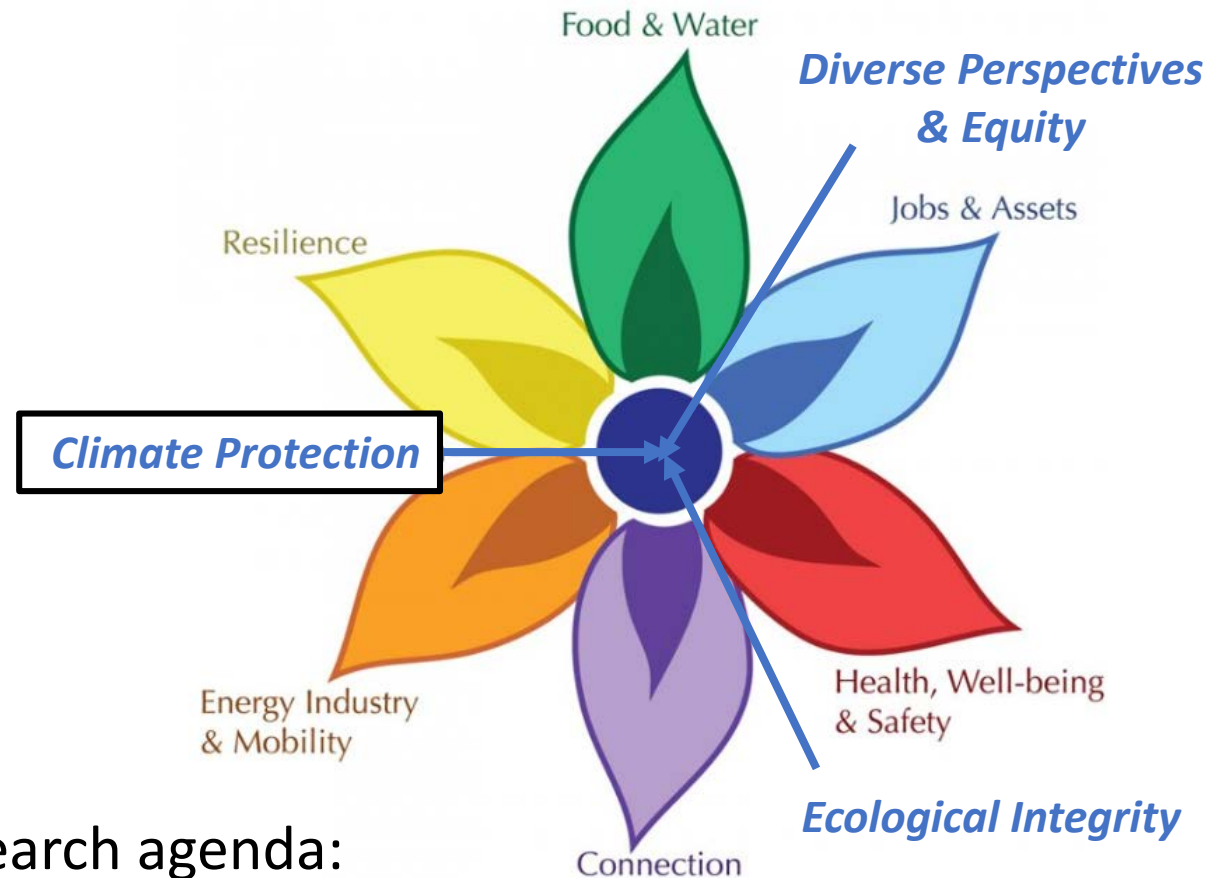 Food & Water
Diverse Perspectives
& Equity
Jobs & Assets
Resilience
Climate Protection
Energy Industry
& Mobility
Health, Well-being
& Safety
Ecological Integrity
earch agenda:
Connection